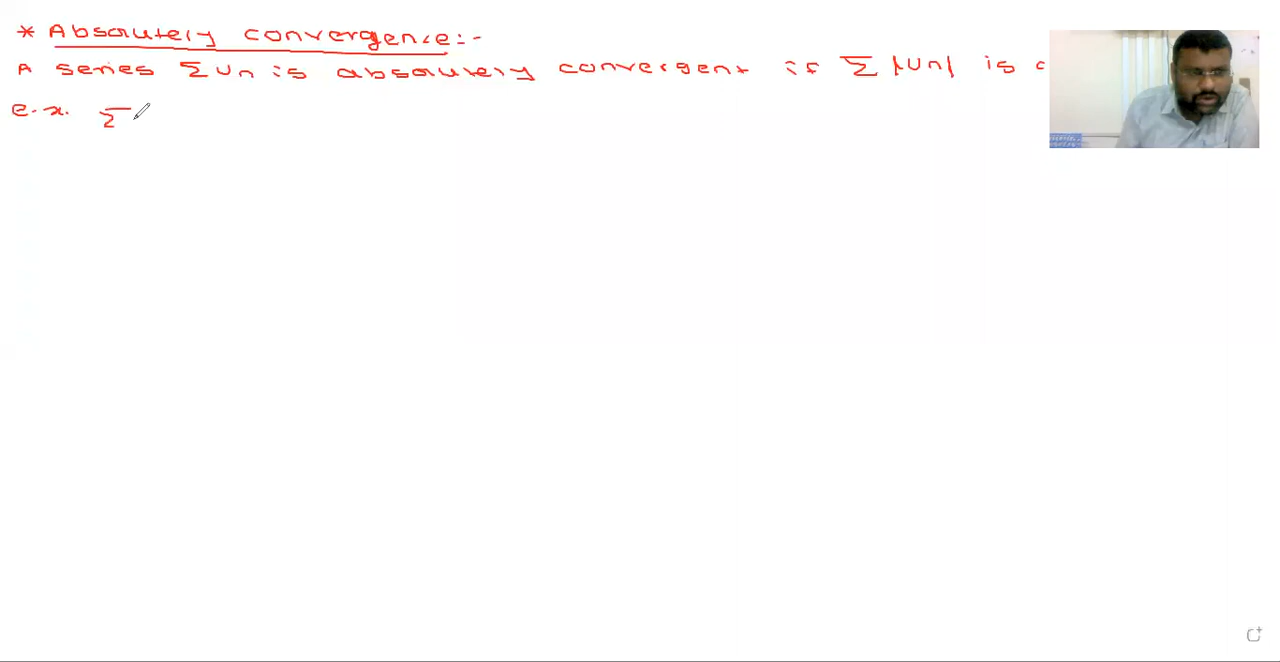 * Absolutely convergence:-
A series Σ Un is absolutely convergent if Σ |Un| is
e.x. Σ